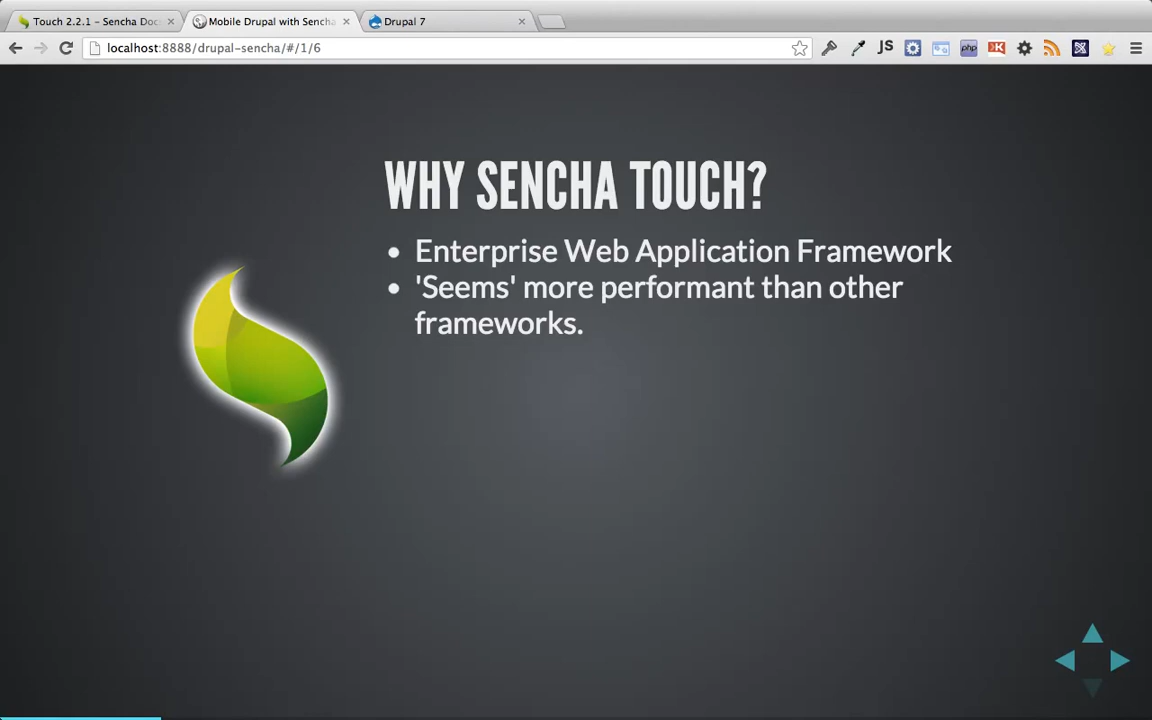 Touch 2.2.1 – Sencha Doc
Mobile Drupal with Sencha
Drupal 7
localhost:8888/drupal-sencha/#/1/6
JS
php
K
WHY SENCHA TOUCH?
• Enterprise Web Application Framework
• 'Seems' more performant than other
frameworks.